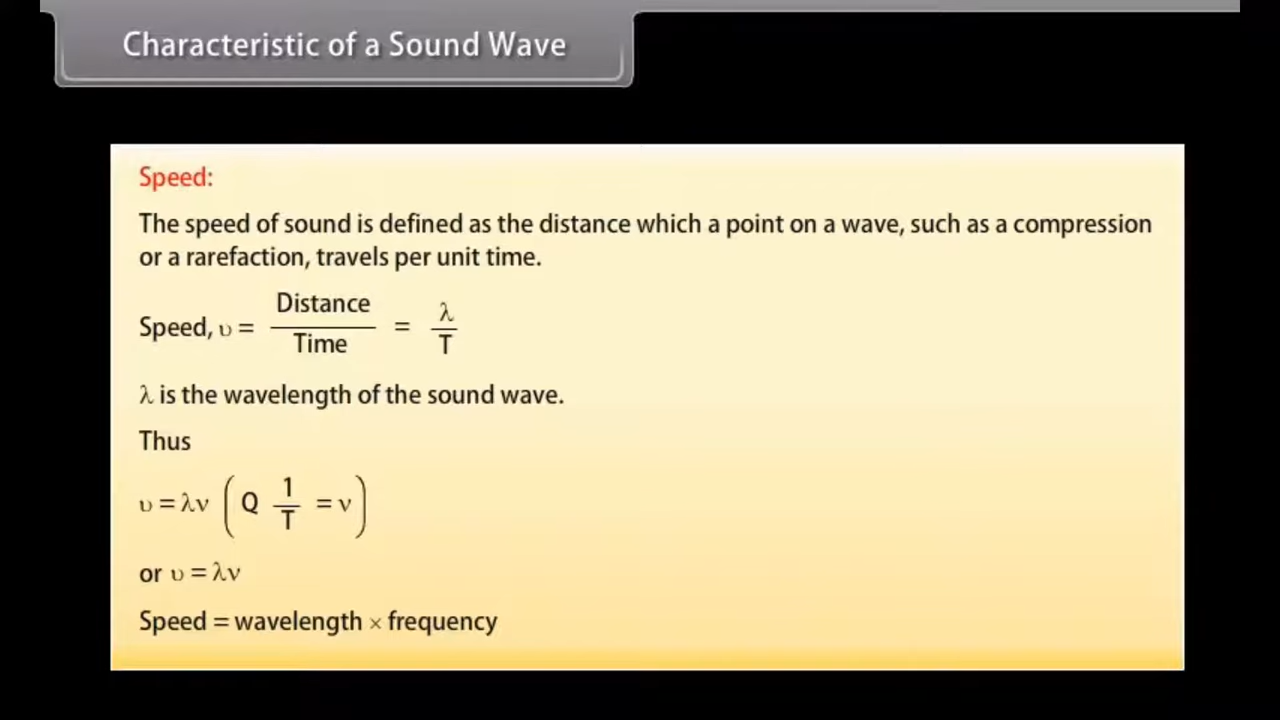 Characteristic of a Sound Wave
Speed:
The speed of sound is defined as the distance which a point on a wave, such as a compression
or a rarefaction, travels per unit time.
Speed, υ = Distance / Time = λ / T
λ is the wavelength of the sound wave.
Thus
υ = λν ( Q 1 / T = ν )
or υ = λν
Speed = wavelength × frequency